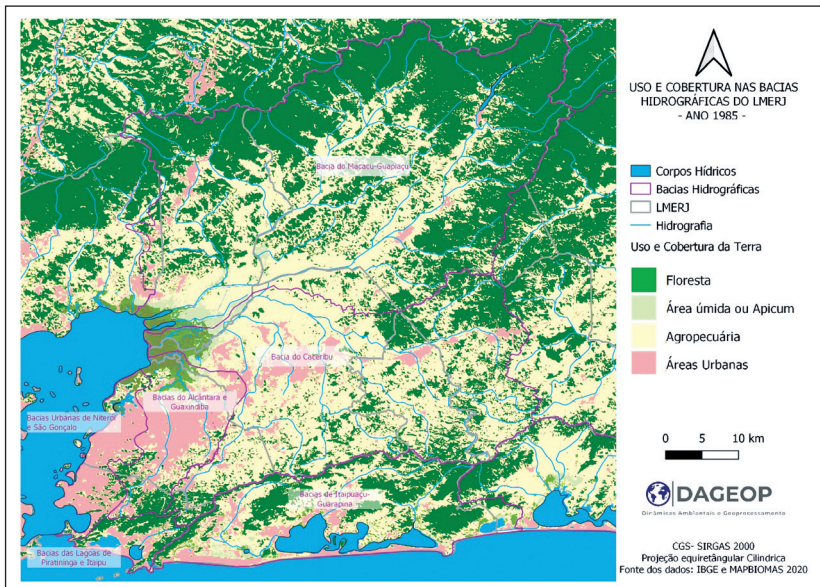 USO E COBERTURA NAS BACIAS
HIDROGRÁFICAS DO LMERJ
- ANO 1985 -
Corpos Hídricos
Bacias Hidrográficas
LMERJ
Hidrografia
Uso e Cobertura da Terra
Floresta
Área úmida ou Apicum
Agropecuária
Áreas Urbanas
0 5 10 km
DAGEOP
Dinâmicas Ambientais e Geoprocessamento
CGS- SIRGAS 2000
Projeção equiretângular Cilíndrica
Fonte dos dados: IBGE e MAPBIOMAS 2020
Bacia do Macacu-Guapiaçu
Bacia do Caceribu
Bacias do Alcântara e
Guaxindiba
Bacias Urbanas de Niterói
e São Gonçalo
Bacias de Itaipuaçu-
Guarapina
Bacias das Lagoas de
Piratininga e Itaipu